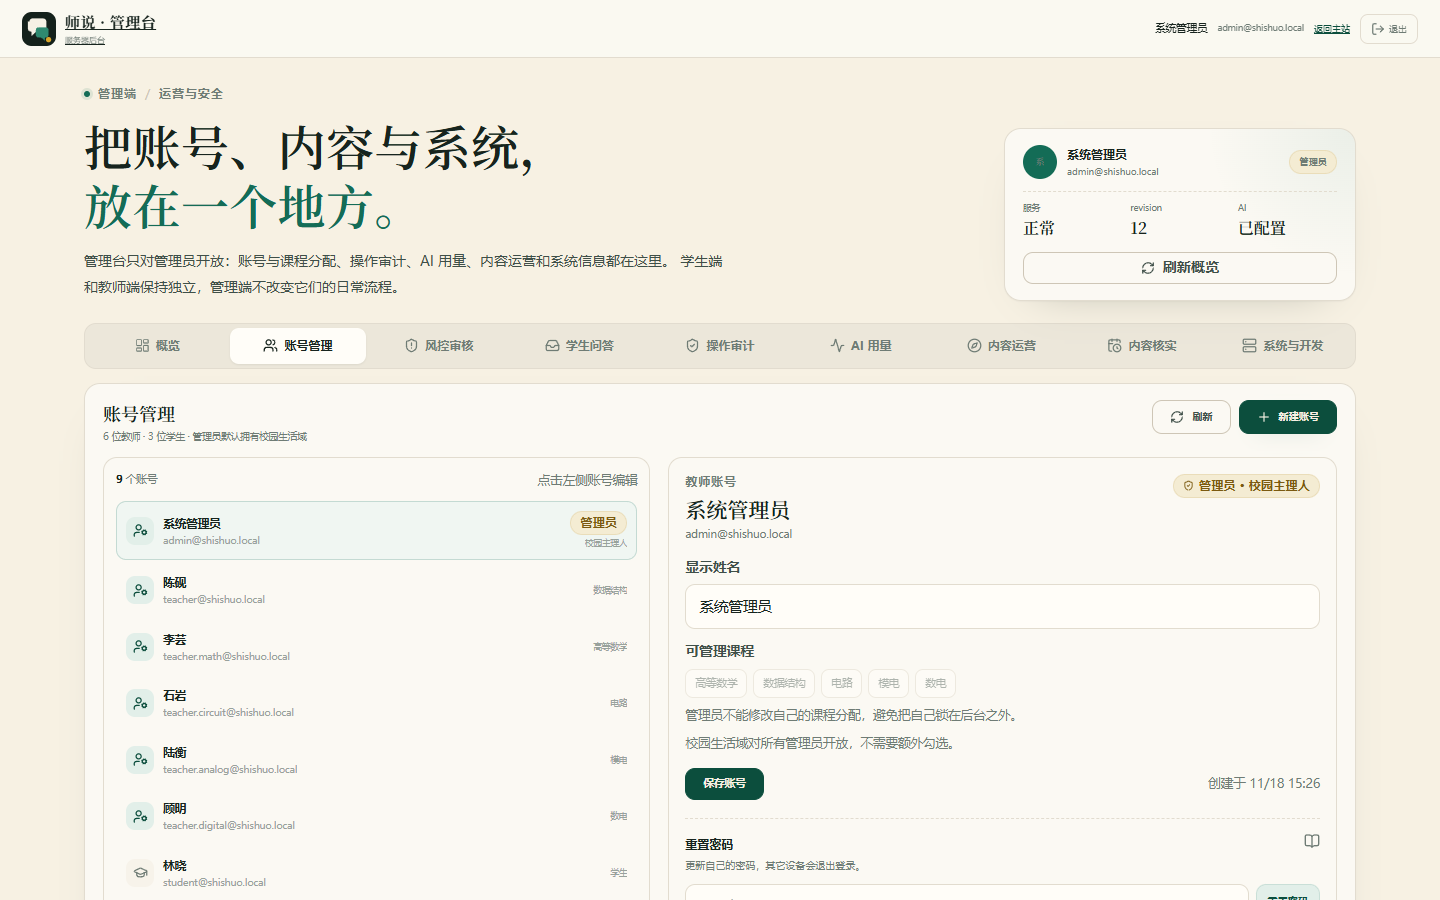 师说 · 管理台
服务器后台
系统管理员 admin@shishuo.local 返回主站 退出
管理端 / 运营与安全
把账号、内容与系统,
放在一个地方。
管理台只对管理员开放：账号与课程分配、操作审计、AI 用量、内容运营和系统信息都在这里。 学生端
和教师端保持独立，管理端不改变它们的日常流程。
系
系统管理员
admin@shishuo.local
管理员
服务 revision AI
正常 12 已配置
刷新概览
概览 账号管理 风控审核 学生问答 操作审计 AI 用量 内容运营 内容核实 系统与开发
账号管理
6 位教师 · 3 位学生 · 管理员默认拥有校园生活域
刷新 新建账号
9 个账号 点击左侧账号编辑
系统管理员 管理员
admin@shishuo.local 校园主理人
陈砚
teacher@shishuo.local 数据结构
李芸
teacher.math@shishuo.local 高等数学
石岩
teacher.circuit@shishuo.local 电路
陆衡
teacher.analog@shishuo.local 模电
顾明
teacher.digital@shishuo.local 数电
林晓
student@shishuo.local 学生
教师账号
系统管理员
admin@shishuo.local
管理员 • 校园主理人
显示姓名
系统管理员
可管理课程
高等数学 数据结构 电路 模电 数电
管理员不能修改自己的课程分配，避免把自己锁在后台之外。
校园生活域对所有管理员开放，不需要额外勾选。
保存账号 创建于 11/18 15:26
重置密码
更新自己的密码，其它设备会退出登录。